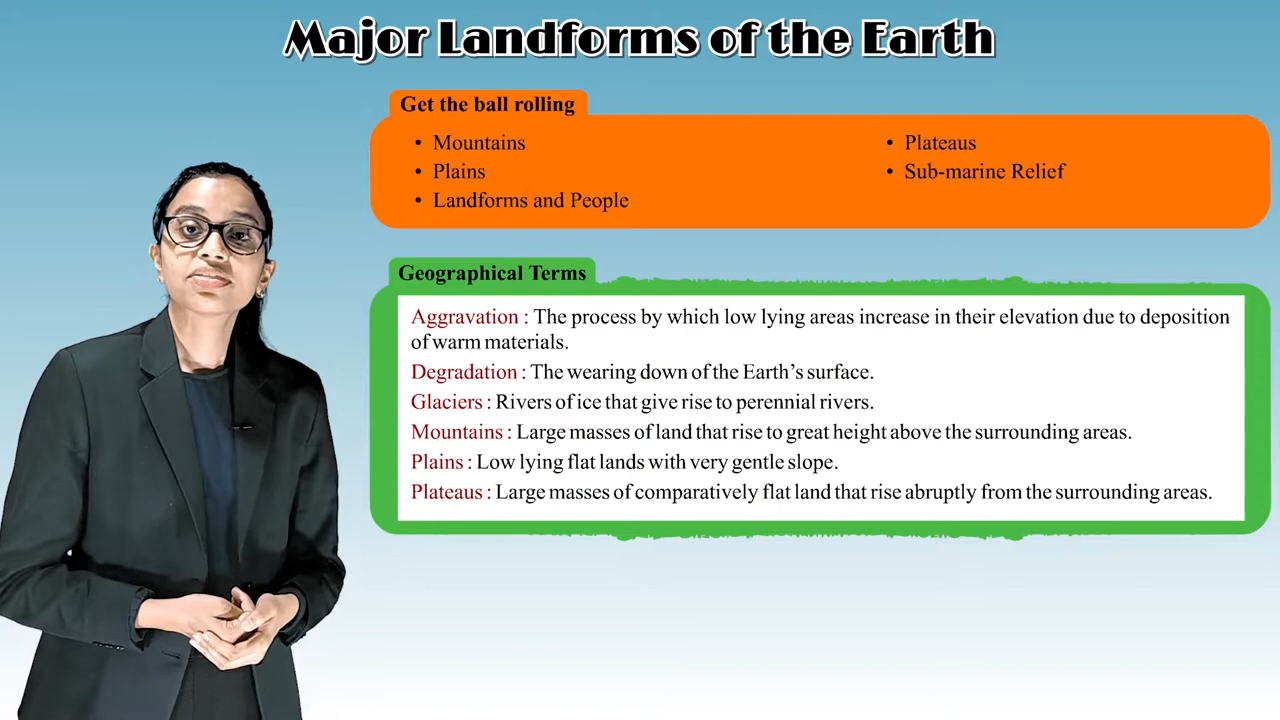 Major Landforms of the Earth
Get the ball rolling
• Mountains
• Plains
• Landforms and People
• Plateaus
• Sub-marine Relief
Geographical Terms
Aggravation : The process by which low lying areas increase in their elevation due to deposition
of warm materials.
Degradation : The wearing down of the Earth's surface.
Glaciers : Rivers of ice that give rise to perennial rivers.
Mountains : Large masses of land that rise to great height above the surrounding areas.
Plains : Low lying flat lands with very gentle slope.
Plateaus : Large masses of comparatively flat land that rise abruptly from the surrounding areas.